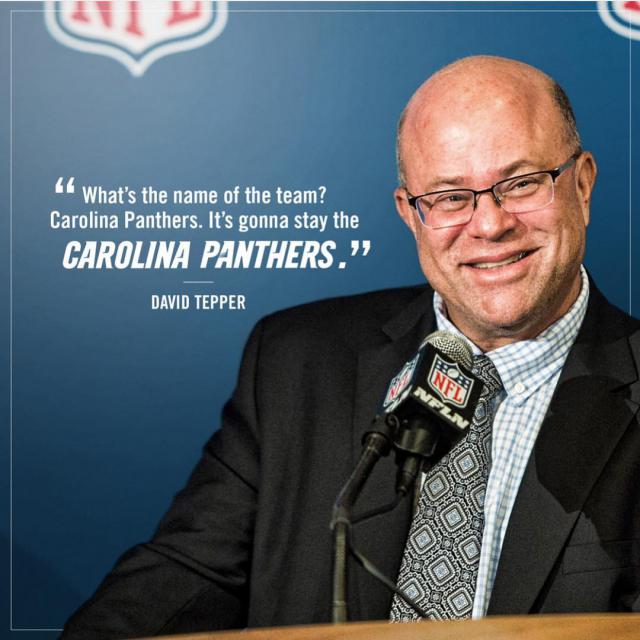 NFL
“ What's the name of the team?
Carolina Panthers. It's gonna stay the
CAROLINA PANTHERS.”
DAVID TEPPER
NFL
NFL
NFLN